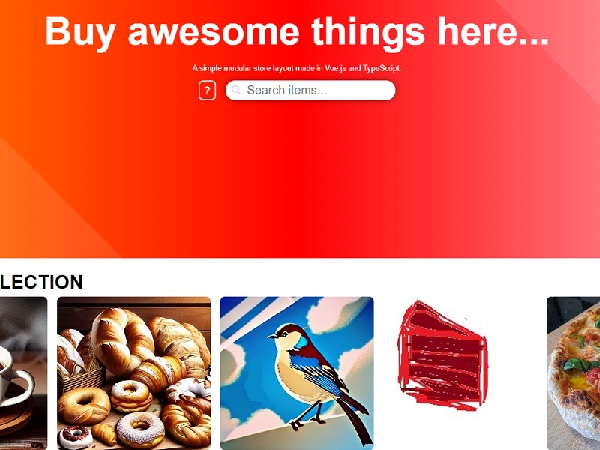 Buy awesome things here...
A simple modular store layout made in Vue.js and TypeScript.
?
Search items...
LECTION